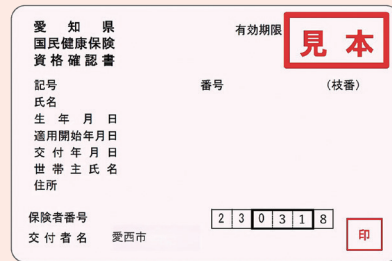 愛知県 有効期限 見本
国民健康保険
資格確認書
記号 番号 (枝番)
氏名
生年月日
適用開始年月日
交付年月日
世帯主氏名
住所
保険者番号 230318
交付者名 愛西市 印